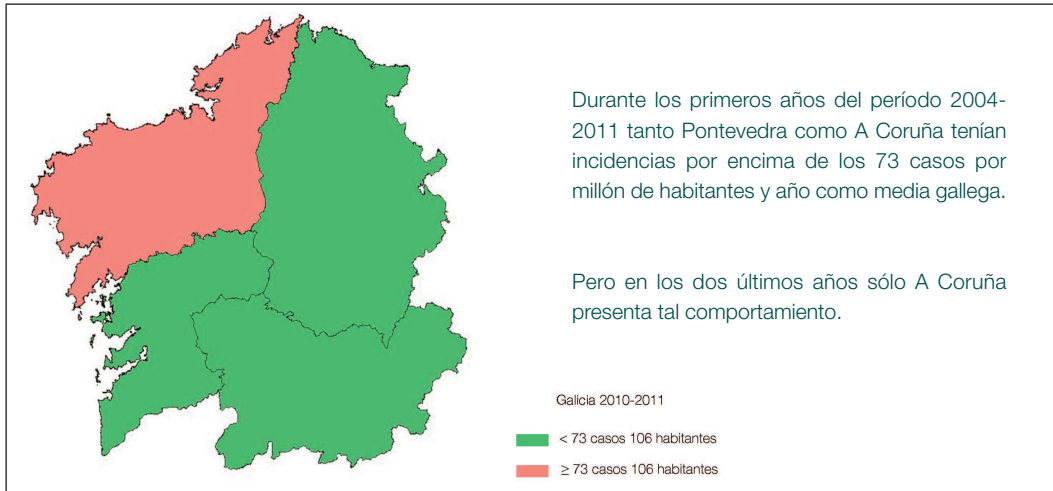 Durante los primeros años del período 2004-
2011 tanto Pontevedra como A Coruña tenían
incidencias por encima de los 73 casos por
millón de habitantes y año como media gallega.
Pero en los dos últimos años sólo A Coruña
presenta tal comportamiento.
Galicia 2010-2011
< 73 casos 106 habitantes
≥ 73 casos 106 habitantes